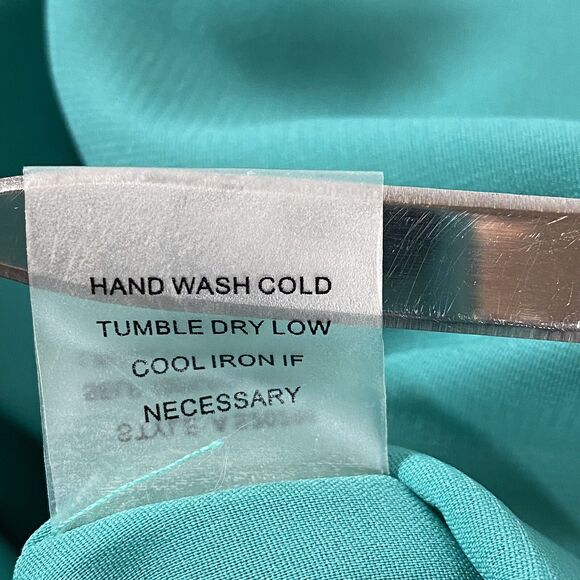 HAND WASH COLD
TUMBLE DRY LOW
COOL IRON IF
NECESSARY